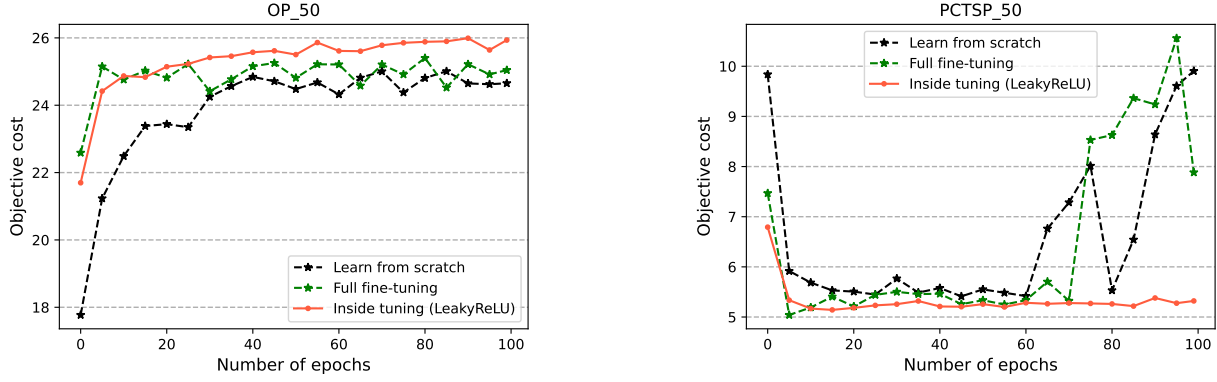 OP_50
26
24
22
20
18
Objective cost
0
20
40
60
80
100
Number of epochs
Learn from scratch
Full fine-tuning
Inside tuning (LeakyReLU)
PCTSP_50
10
9
8
7
6
5
Objective cost
0
20
40
60
80
100
Number of epochs
Learn from scratch
Full fine-tuning
Inside tuning (LeakyReLU)